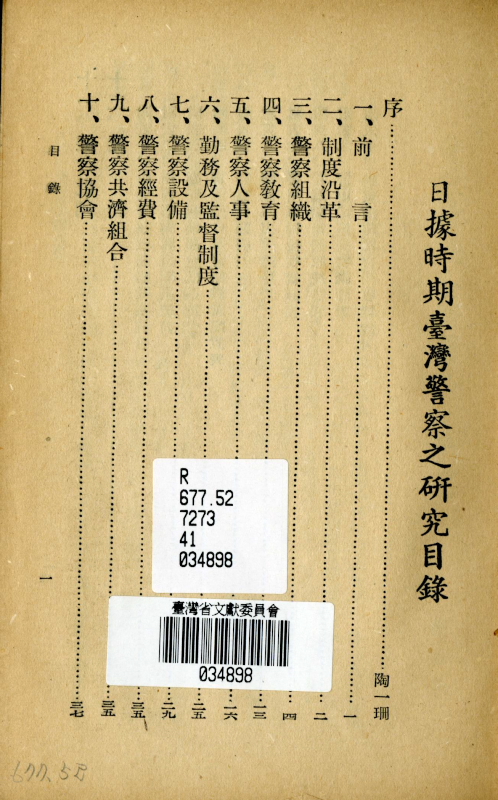 日據時期臺灣警察之硏究目錄
序……陶一珊
一、前　言……一
二、制度沿革……二
三、警察組織……四
四、警察教育……一三
五、警察人事……一六
六、勤務及監督制度……二五
七、警察設備……二九
八、警察經費……三五
九、警察共濟組合……三五
十、警察協會……三七
目錄
一
R
677.52
7273
41
034898
臺灣省文獻委員會
034898